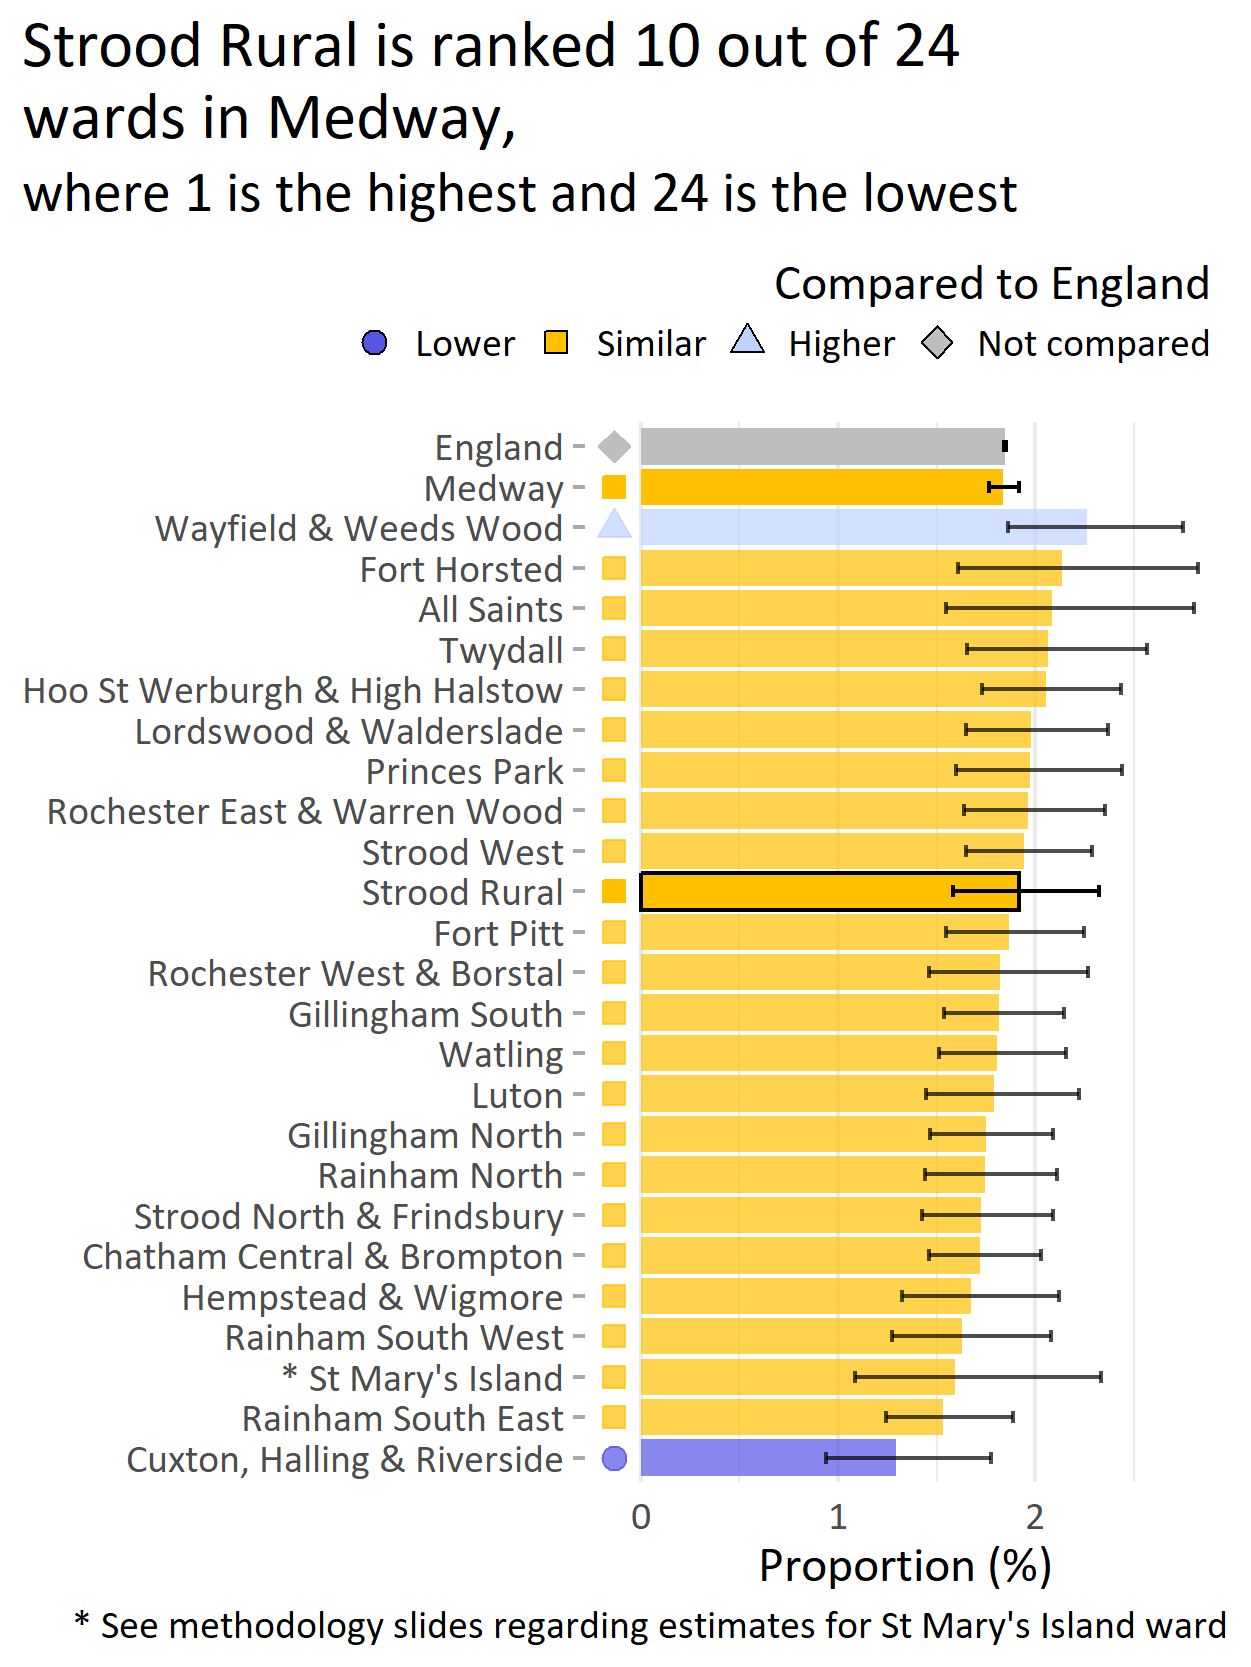 Strood Rural is ranked 10 out of 24
wards in Medway,
where 1 is the highest and 24 is the lowest
Compared to England
Lower Similar Higher Not compared
England
Medway
Wayfield & Weeds Wood
Fort Horsted
All Saints
Twydall
Hoo St Werburgh & High Halstow
Lordswood & Walderslade
Princes Park
Rochester East & Warren Wood
Strood West
Strood Rural
Fort Pitt
Rochester West & Borstal
Gillingham South
Watling
Luton
Gillingham North
Rainham North
Strood North & Frindsbury
Chatham Central & Brompton
Hempstead & Wigmore
Rainham South West
* St Mary's Island
Rainham South East
Cuxton, Halling & Riverside
0 1 2
Proportion (%)
* See methodology slides regarding estimates for St Mary's Island ward